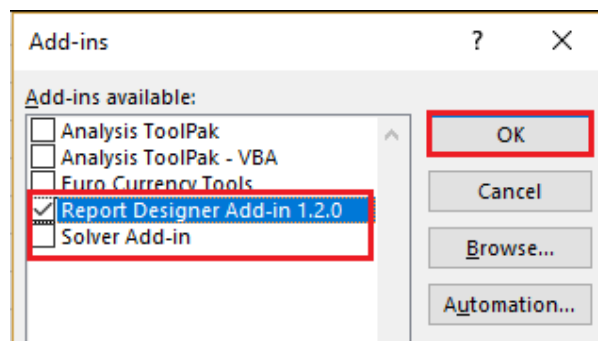 Add-ins ? ×
Add-ins available:
Analysis ToolPak
Analysis ToolPak - VBA
Euro Currency Tools
Report Designer Add-in 1.2.0
Solver Add-in
OK
Cancel
Browse...
Automation...